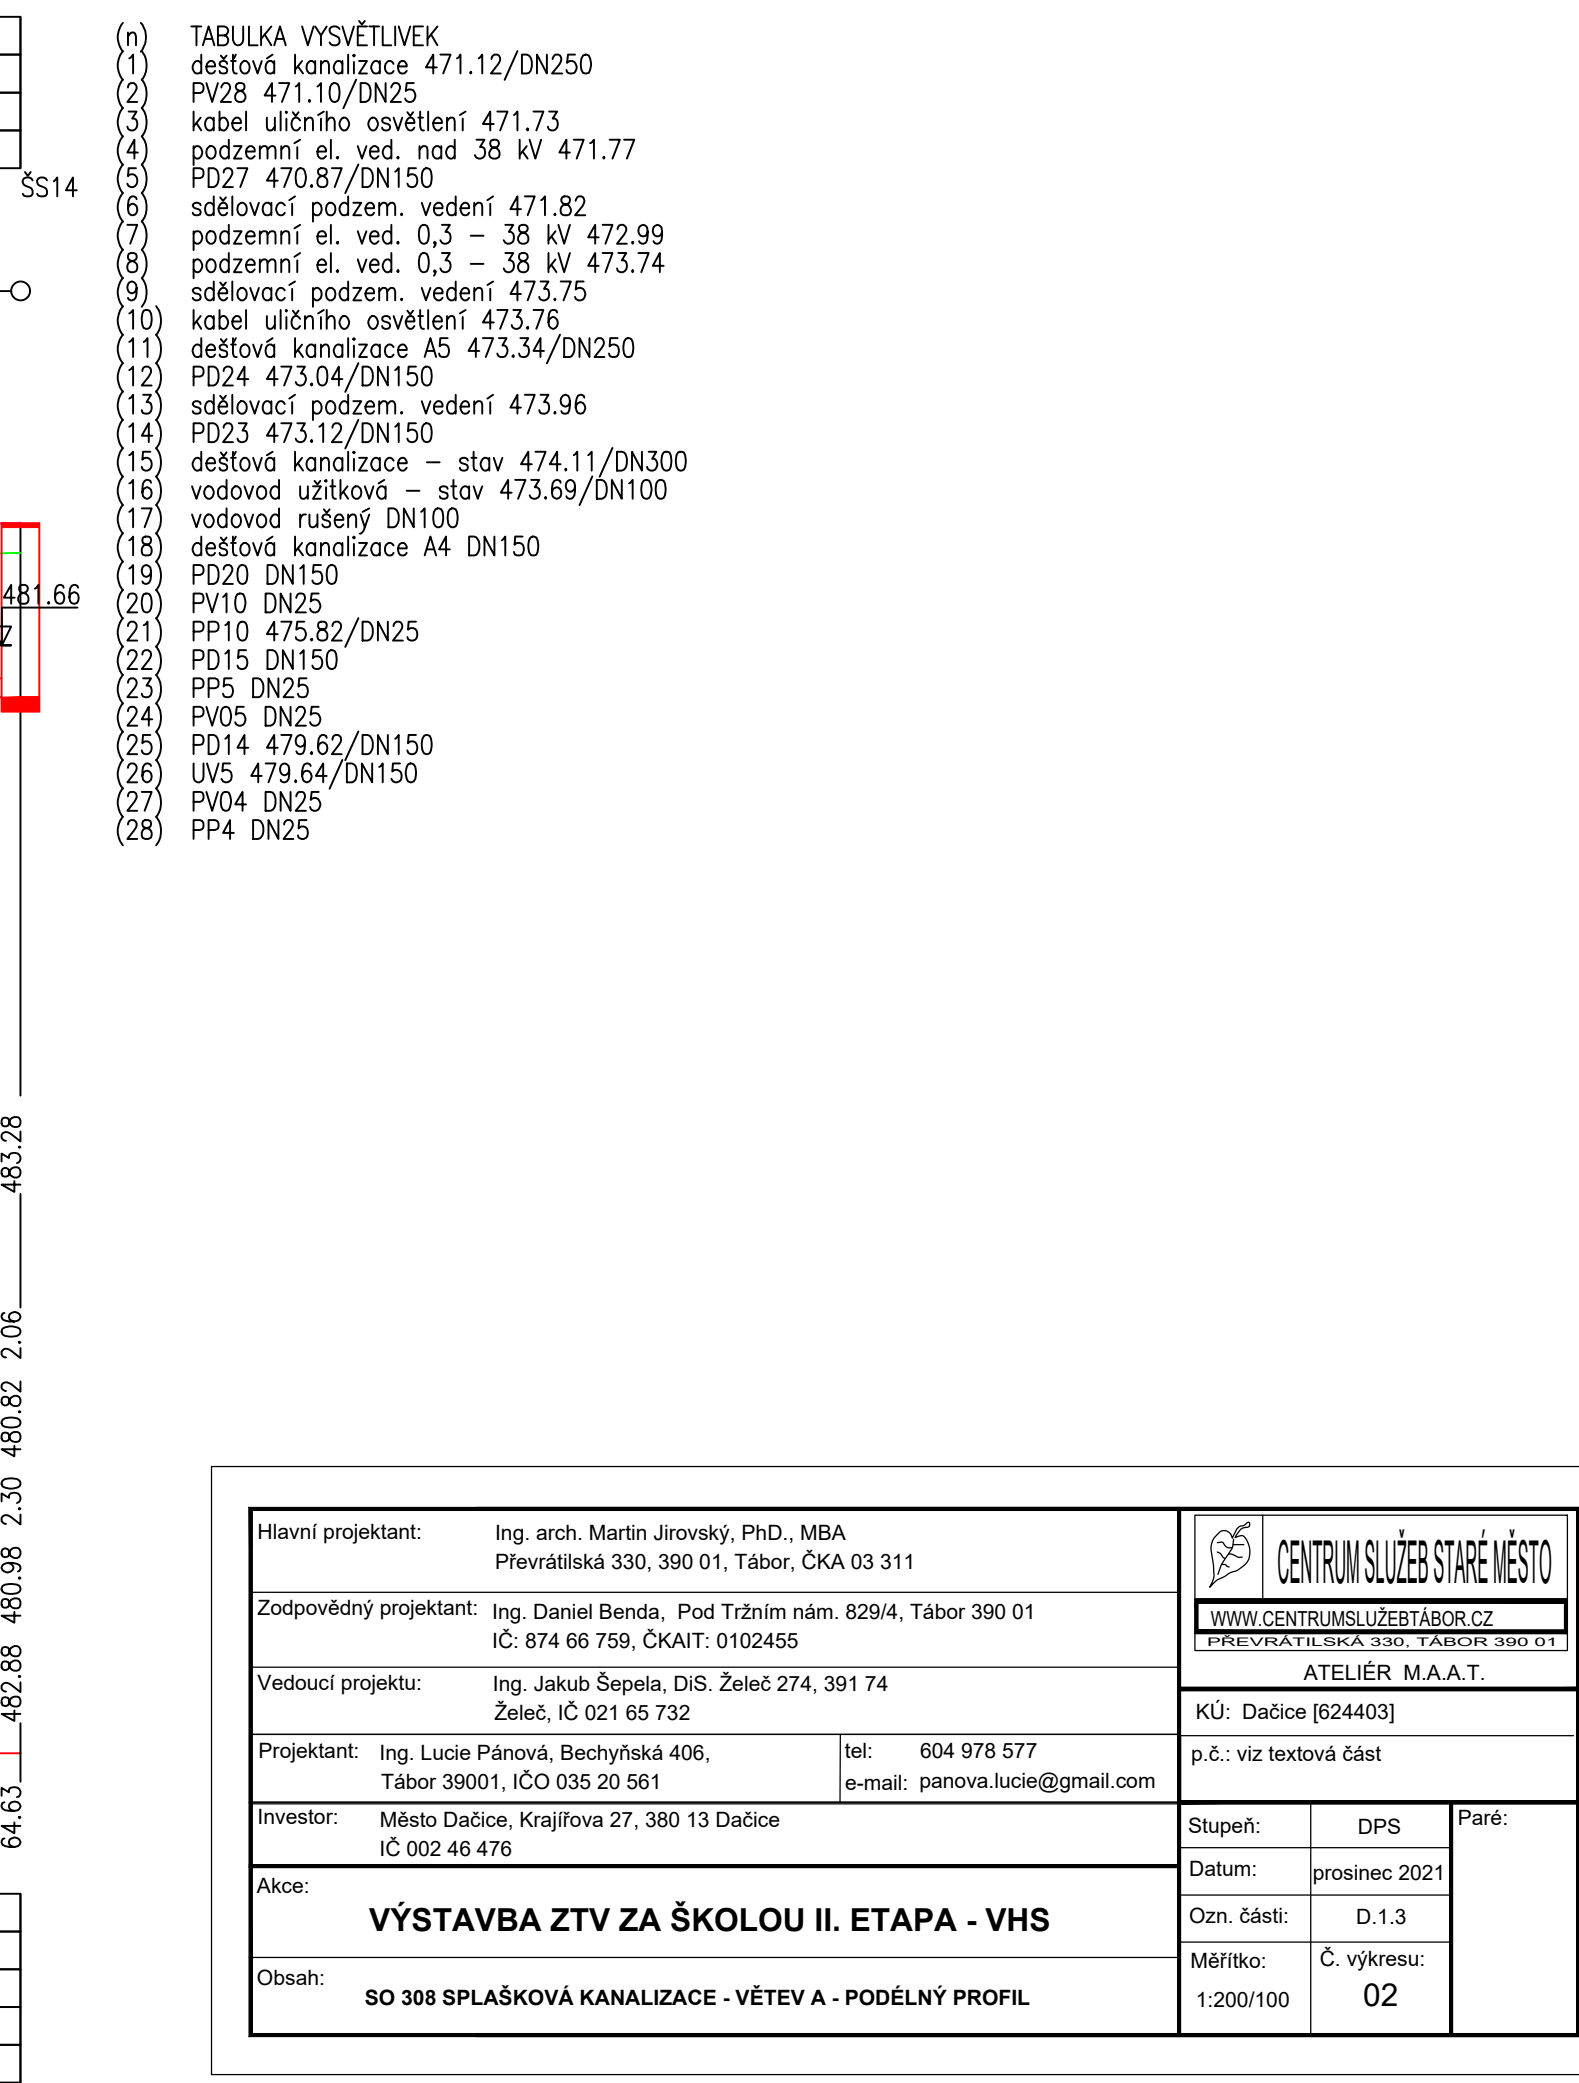 (n) TABULKA VYSVĚTLIVEK
(1) dešťová kanalizace 471.12/DN250
(2) PV28 471.10/DN25
(3) kabel uličního osvětlení 471.73
(4) podzemní el. ved. nad 38 kV 471.77
(5) PD27 470.87/DN150
(6) sdělovací podzem. vedení 471.82
(7) podzemní el. ved. 0,3 – 38 kV 472.99
(8) podzemní el. ved. 0,3 – 38 kV 473.74
(9) sdělovací podzem. vedení 473.75
(10) kabel uličního osvětlení 473.76
(11) dešťová kanalizace A5 473.34/DN250
(12) PD24 473.04/DN150
(13) sdělovací podzem. vedení 473.96
(14) PD23 473.12/DN150
(15) dešťová kanalizace – stav 474.11/DN300
(16) vodovod užitková – stav 473.69/DN100
(17) vodovod rušený DN100
(18) dešťová kanalizace A4 DN150
(19) PD20 DN150
(20) PV10 DN25
(21) PP10 475.82/DN25
(22) PD15 DN150
(23) PP5 DN25
(24) PV05 DN25
(25) PD14 479.62/DN150
(26) UV5 479.64/DN150
(27) PV04 DN25
(28) PP4 DN25
ŠS14
481.66
Z
483.28
2.06
480.82
2.30
480.98
482.88
64.63
Hlavní projektant: Ing. arch. Martin Jirovský, PhD., MBA
Převrátilská 330, 390 01, Tábor, ČKA 03 311
Zodpovědný projektant: Ing. Daniel Benda, Pod Tržním nám. 829/4, Tábor 390 01
IČ: 874 66 759, ČKAIT: 0102455
Vedoucí projektu: Ing. Jakub Šepela, DiS. Želeč 274, 391 74
Želeč, IČ 021 65 732
Projektant: Ing. Lucie Pánová, Bechyňská 406,
Tábor 39001, IČO 035 20 561
tel: 604 978 577
e-mail: panova.lucie@gmail.com
Investor: Město Dačice, Krajířova 27, 380 13 Dačice
IČ 002 46 476
Akce:
VÝSTAVBA ZTV ZA ŠKOLOU II. ETAPA - VHS
Obsah:
SO 308 SPLAŠKOVÁ KANALIZACE - VĚTEV A - PODÉLNÝ PROFIL
CENTRUM SLUŽEB STARÉ MĚSTO
WWW.CENTRUMSLUŽEBTÁBOR.CZ
PŘEVRÁTILSKÁ 330, TÁBOR 390 01
ATELIÉR M.A.A.T.
KÚ: Dačice [624403]
p.č.: viz textová část
Stupeň: DPS
Paré:
Datum: prosinec 2021
Ozn. části: D.1.3
Měřítko: Č. výkresu:
1:200/100 02